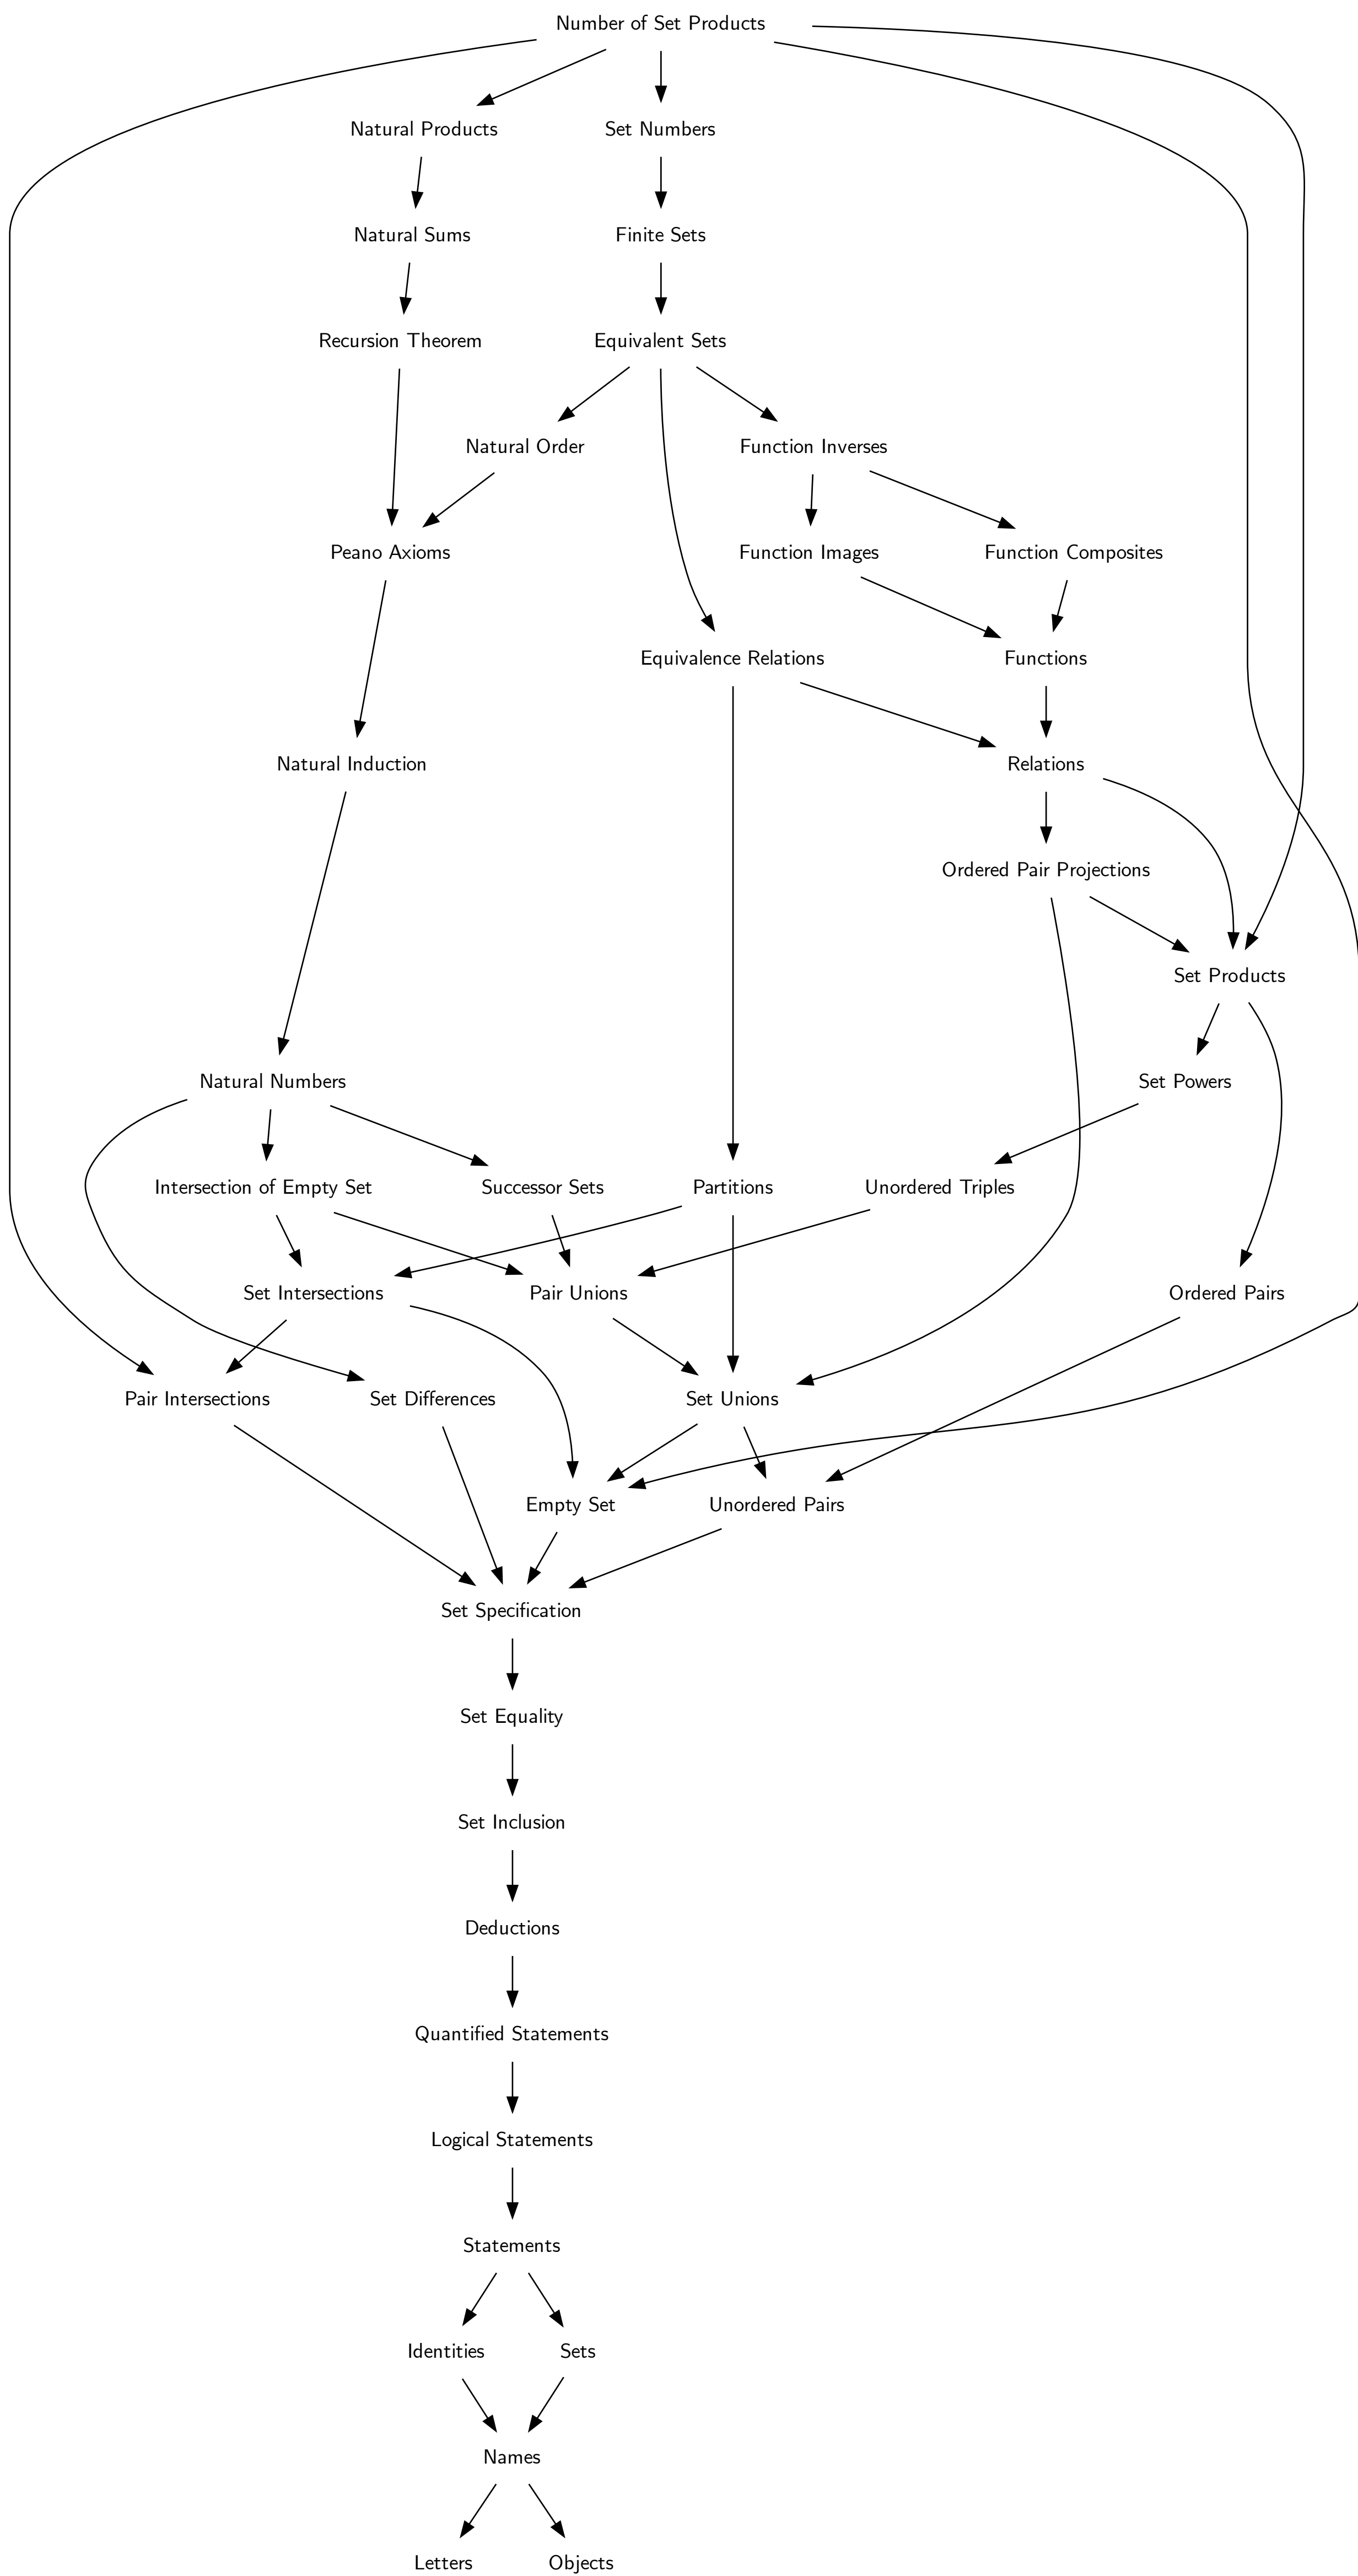 Number of Set Products
Natural Products
Set Numbers
Natural Sums
Finite Sets
Recursion Theorem
Equivalent Sets
Natural Order
Function Inverses
Peano Axioms
Function Images
Function Composites
Equivalence Relations
Functions
Natural Induction
Relations
Ordered Pair Projections
Set Products
Natural Numbers
Set Powers
Intersection of Empty Set
Successor Sets
Partitions
Unordered Triples
Set Intersections
Pair Unions
Ordered Pairs
Pair Intersections
Set Differences
Set Unions
Empty Set
Unordered Pairs
Set Specification
Set Equality
Set Inclusion
Deductions
Quantified Statements
Logical Statements
Statements
Identities
Sets
Names
Letters
Objects